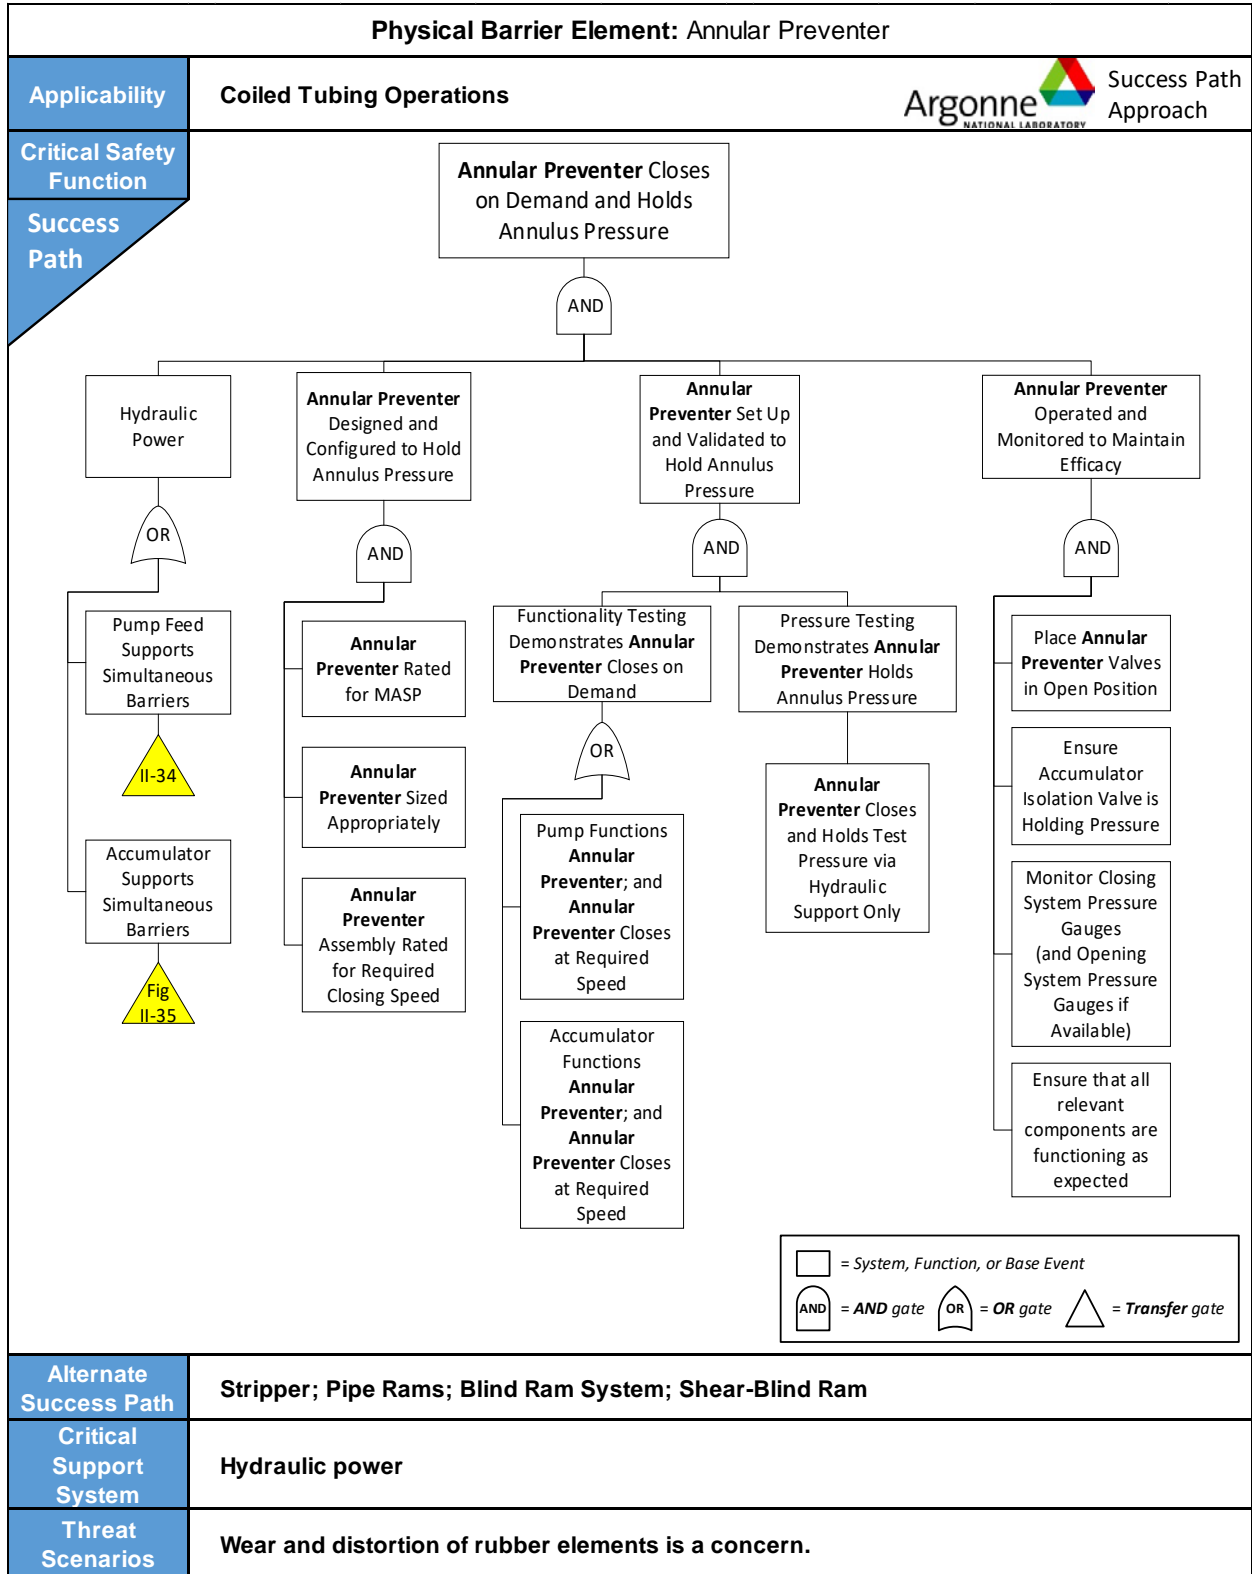 Physical Barrier Element: Annular Preventer
Applicability
Coiled Tubing Operations
Argonne
NATIONAL LABORATORY
Success Path
Approach
Critical Safety
Function
Success
Path
Annular Preventer Closes
on Demand and Holds
Annulus Pressure
AND
Hydraulic
Power
Annular Preventer
Designed and
Configured to Hold
Annulus Pressure
Annular
Preventer Set Up
and Validated to
Hold Annulus
Pressure
Annular Preventer
Operated and
Monitored to Maintain
Efficacy
OR
AND
AND
AND
Pump Feed
Supports
Simultaneous
Barriers
II-34
Accumulator
Supports
Simultaneous
Barriers
Fig
II-35
Annular
Preventer Rated
for MASP
Annular
Preventer Sized
Appropriately
Annular
Preventer
Assembly Rated
for Required
Closing Speed
Functionality Testing
Demonstrates Annular
Preventer Closes on
Demand
OR
Pump Functions
Annular
Preventer; and
Annular
Preventer Closes
at Required
Speed
Accumulator
Functions
Annular
Preventer; and
Annular
Preventer Closes
at Required
Speed
Pressure Testing
Demonstrates Annular
Preventer Holds
Annulus Pressure
Annular
Preventer Closes
and Holds Test
Pressure via
Hydraulic
Support Only
Place Annular
Preventer Valves
in Open Position
Ensure
Accumulator
Isolation Valve is
Holding Pressure
Monitor Closing
System Pressure
Gauges
(and Opening
System Pressure
Gauges if
Available)
Ensure that all
relevant
components are
functioning as
expected
= System, Function, or Base Event
AND = AND gate OR = OR gate = Transfer gate
Alternate
Success Path
Stripper; Pipe Rams; Blind Ram System; Shear-Blind Ram
Critical
Support
System
Hydraulic power
Threat
Scenarios
Wear and distortion of rubber elements is a concern.